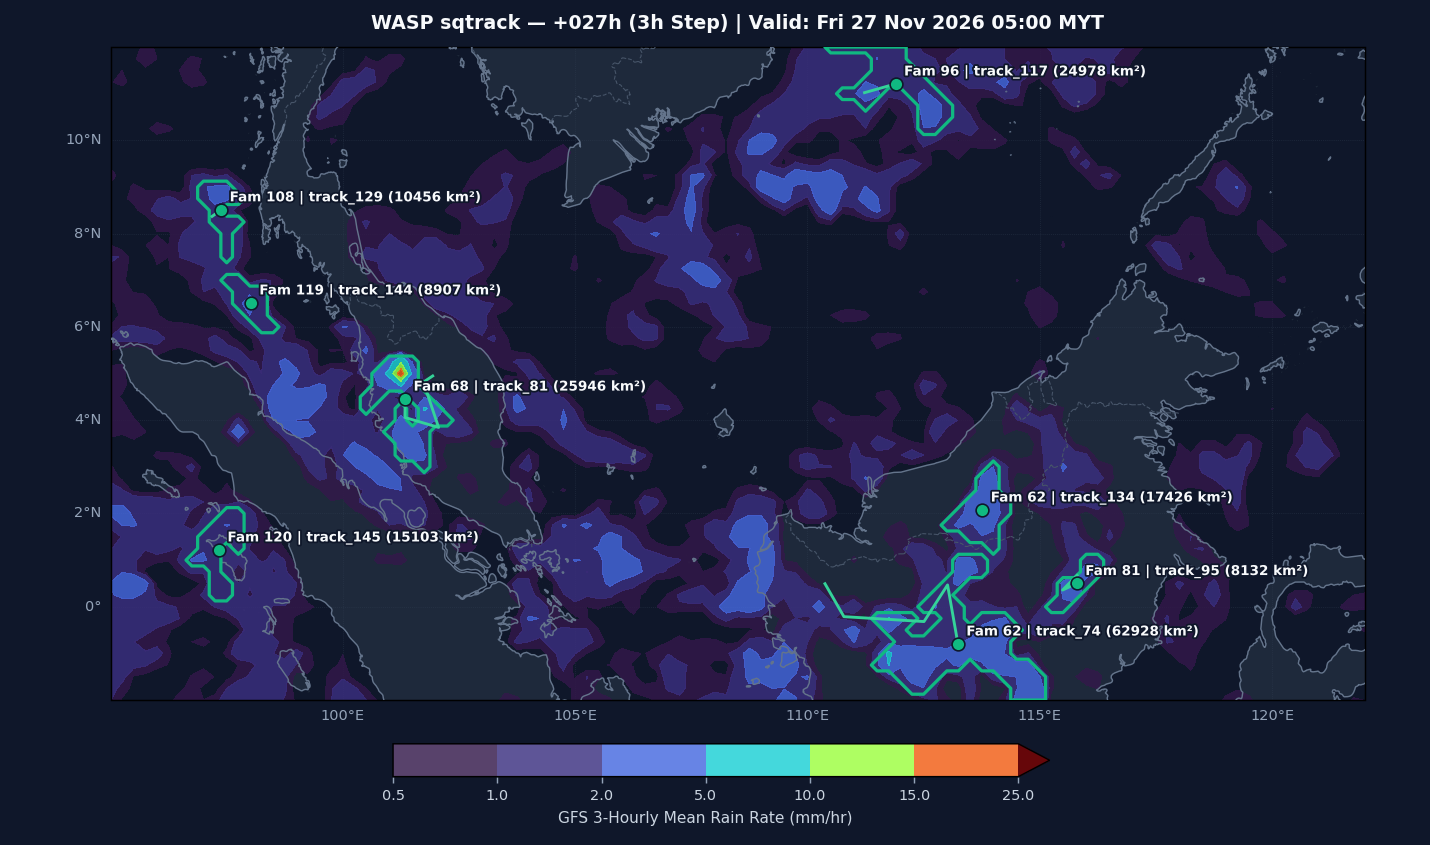 WASP sqtrack — +027h (3h Step) | Valid: Fri 27 Nov 2026 05:00 MYT
Fam 96 | track_117 (24978 km²)
10°N
Fam 108 | track_129 (10456 km²)
8°N
Fam 119 | track_144 (8907 km²)
6°N
Fam 68 | track_81 (25946 km²)
4°N
Fam 62 | track_134 (17426 km²)
2°N
Fam 120 | track_145 (15103 km²)
Fam 81 | track_95 (8132 km²)
0°
Fam 62 | track_74 (62928 km²)
100°E 105°E 110°E 115°E 120°E
0.5 1.0 2.0 5.0 10.0 15.0 25.0
GFS 3-Hourly Mean Rain Rate (mm/hr)